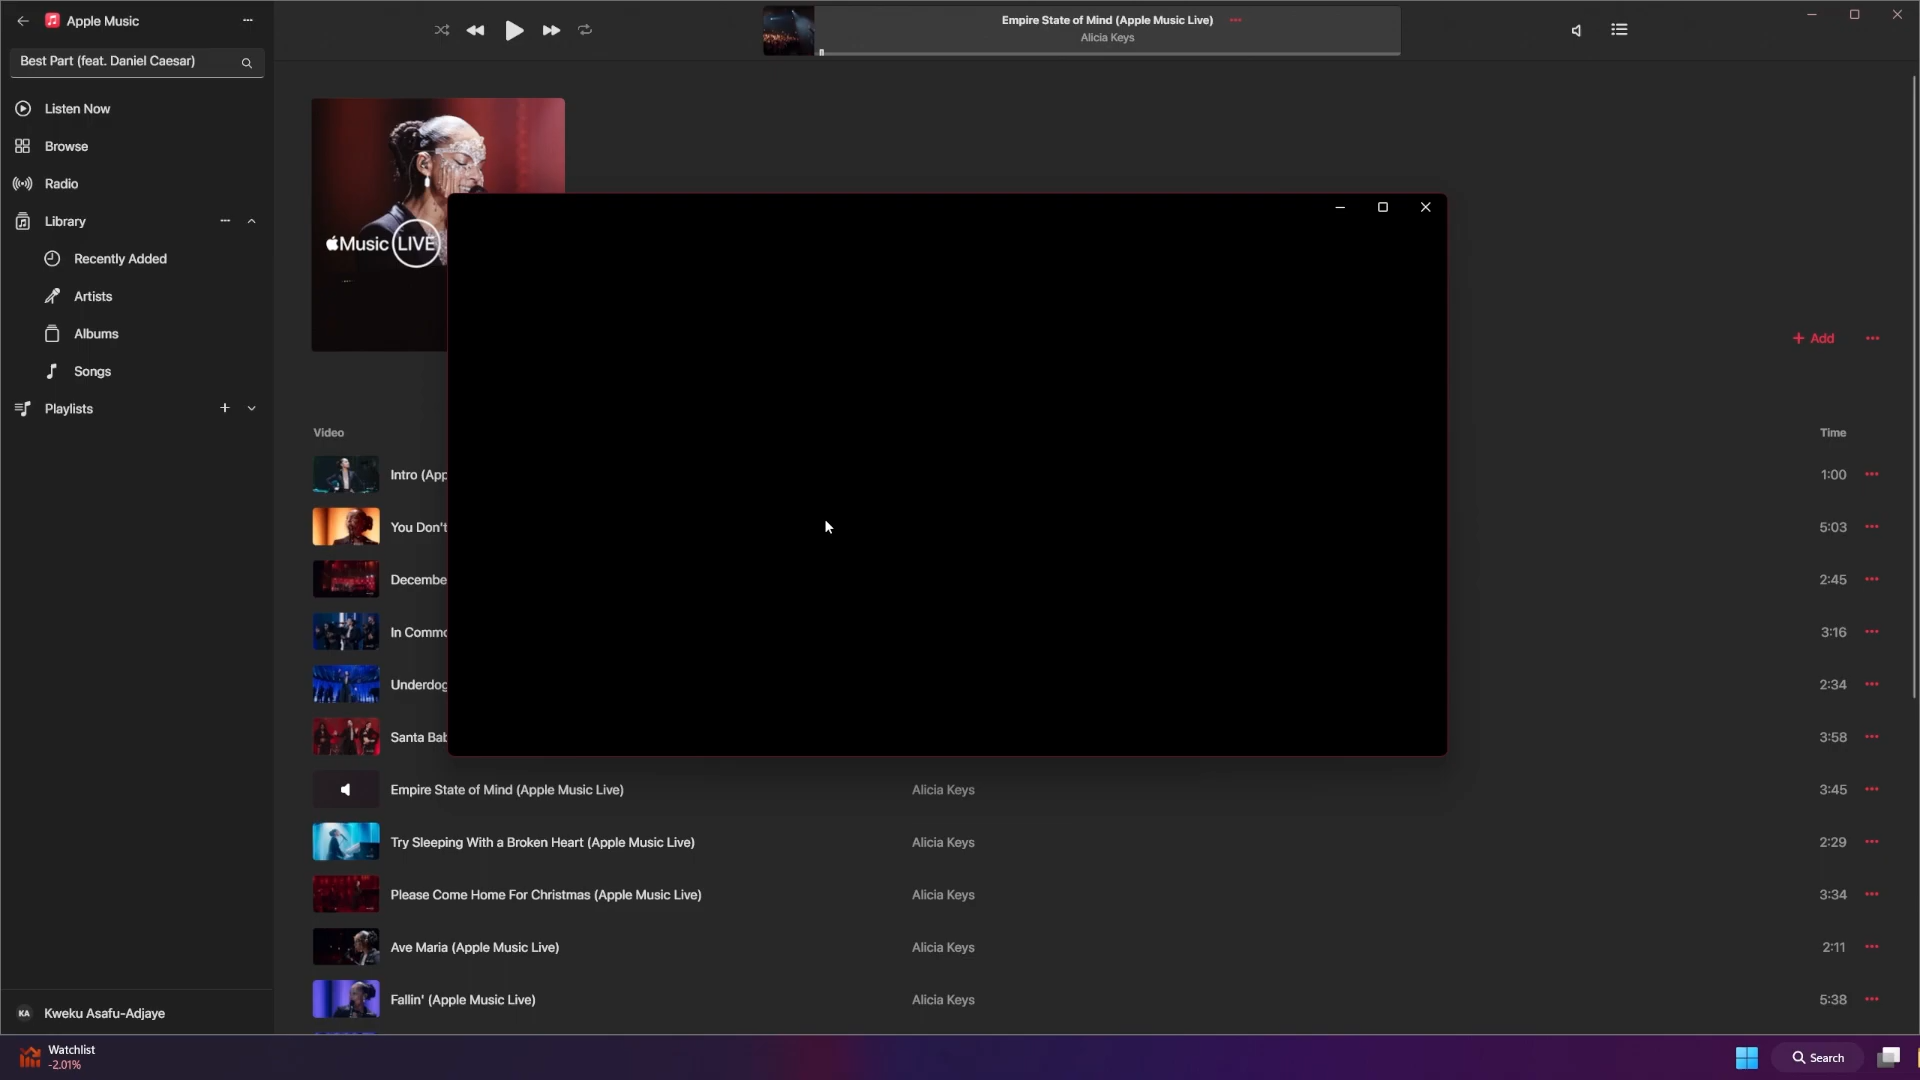 Apple Music
Best Part (feat. Daniel Caesar)
Listen Now
Browse
Radio
Library
Recently Added
Artists
Albums
Songs
Playlists
KA Kweku Asafu-Adjaye
Empire State of Mind (Apple Music Live)
Alicia Keys
Music LIVE
Add
Video Time
Intro (App 1:00
You Don't 5:03
Decembe 2:45
In Commo 3:16
Underdog 2:34
Santa Bab 3:58
Empire State of Mind (Apple Music Live) Alicia Keys 3:45
Try Sleeping With a Broken Heart (Apple Music Live) Alicia Keys 2:29
Please Come Home For Christmas (Apple Music Live) Alicia Keys 3:34
Ave Maria (Apple Music Live) Alicia Keys 2:11
Fallin' (Apple Music Live) Alicia Keys 5:38
Watchlist
-2.01%
Search